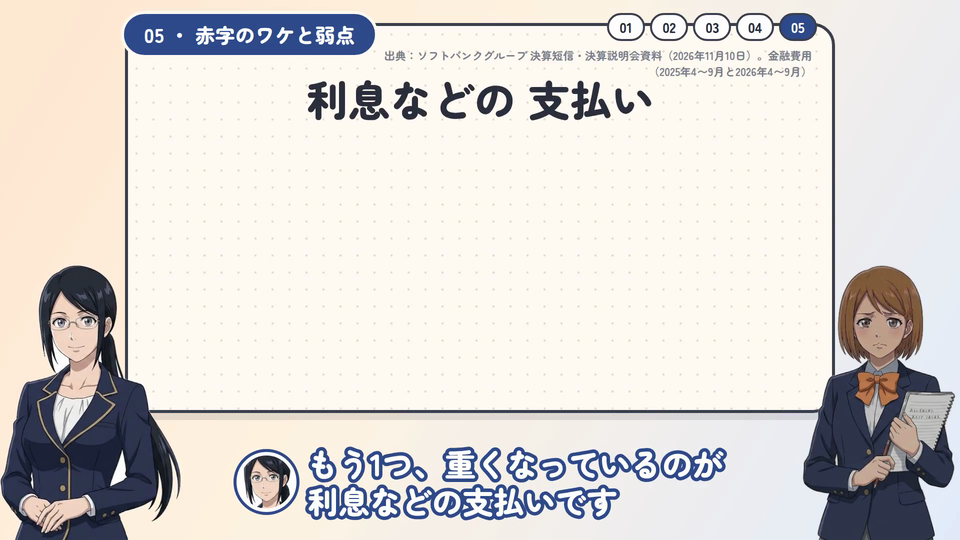 05 ・ 赤字のワケと弱点
01 02 03 04 05
出典：ソフトバンクグループ 決算短信・決算説明会資料（2026年11月10日）。金融費用
（2025年4〜9月と2026年4〜9月）
利息などの 支払い
もう1つ、重くなっているのが
利息などの支払いです